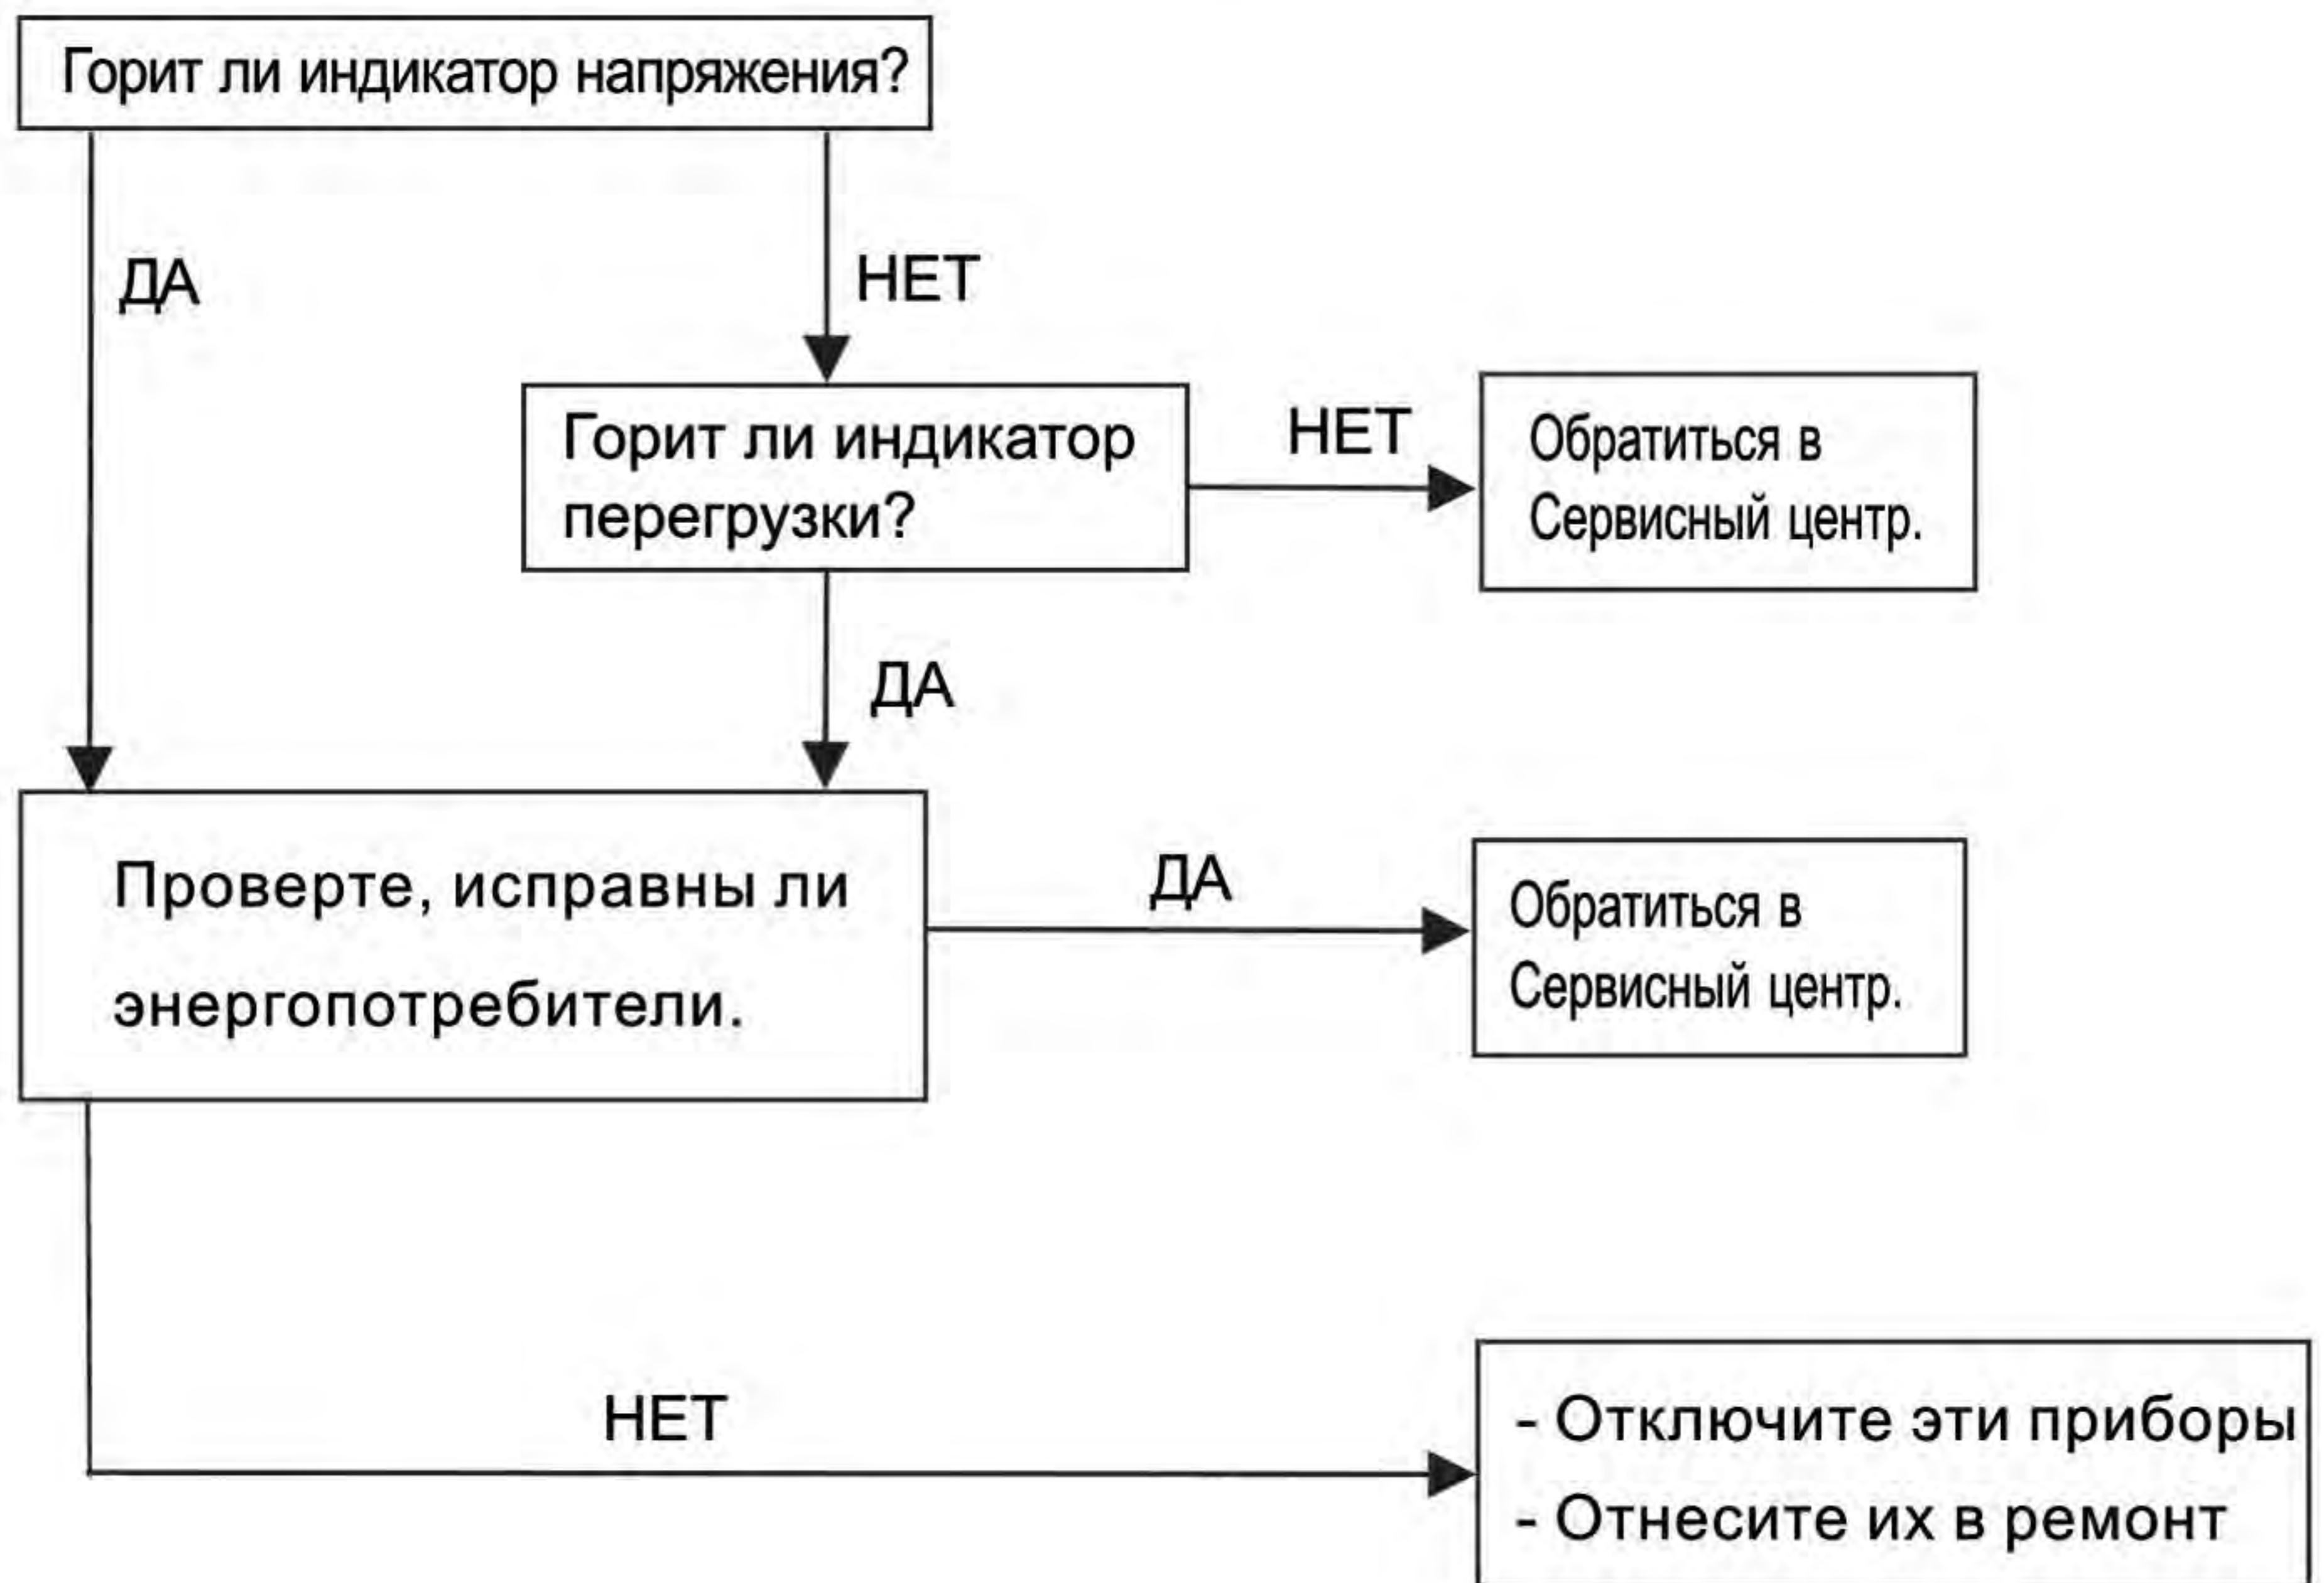 Горит ли индикатор напряжения?
ДА
НЕТ
Горит ли индикатор
перегрузки?
НЕТ
Обратиться в
Сервисный центр.
ДА
Проверте, исправны ли
энергопотребители.
ДА
Обратиться в
Сервисный центр.
НЕТ
- Отключите эти приборы
- Отнесите их в ремонт